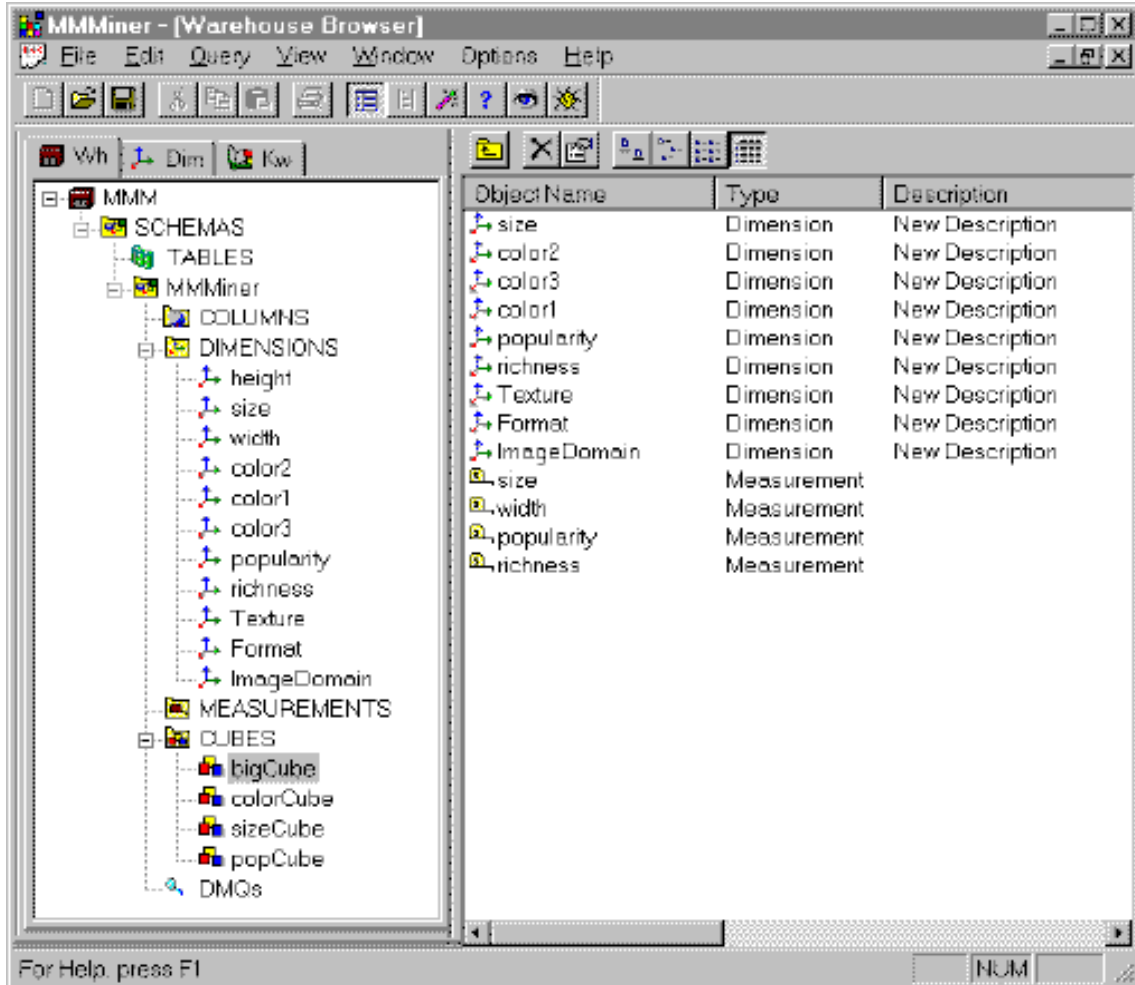 MMMiner - [Warehouse Browser]
File Edit Query View Window Options Help
Wh Dim Kw
MMM
SCHEMAS
TABLES
MMMiner
COLUMNS
DIMENSIONS
height
size
width
color2
color1
color3
popularity
richness
Texture
Format
ImageDomain
MEASUREMENTS
CUBES
bigCube
colorCube
sizeCube
popCube
DMQs
Object Name Type Description
size Dimension New Description
color2 Dimension New Description
color3 Dimension New Description
color1 Dimension New Description
popularity Dimension New Description
richness Dimension New Description
Texture Dimension New Description
Format Dimension New Description
ImageDomain Dimension New Description
size Measurement
width Measurement
popularity Measurement
richness Measurement
For Help, press F1 NUM